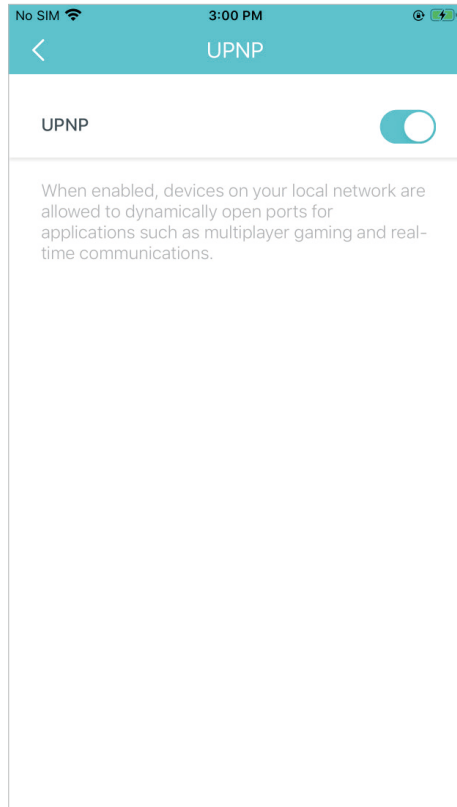 No SIM 3:00 PM
UPNP
UPNP
When enabled, devices on your local network are
allowed to dynamically open ports for
applications such as multiplayer gaming and real-
time communications.